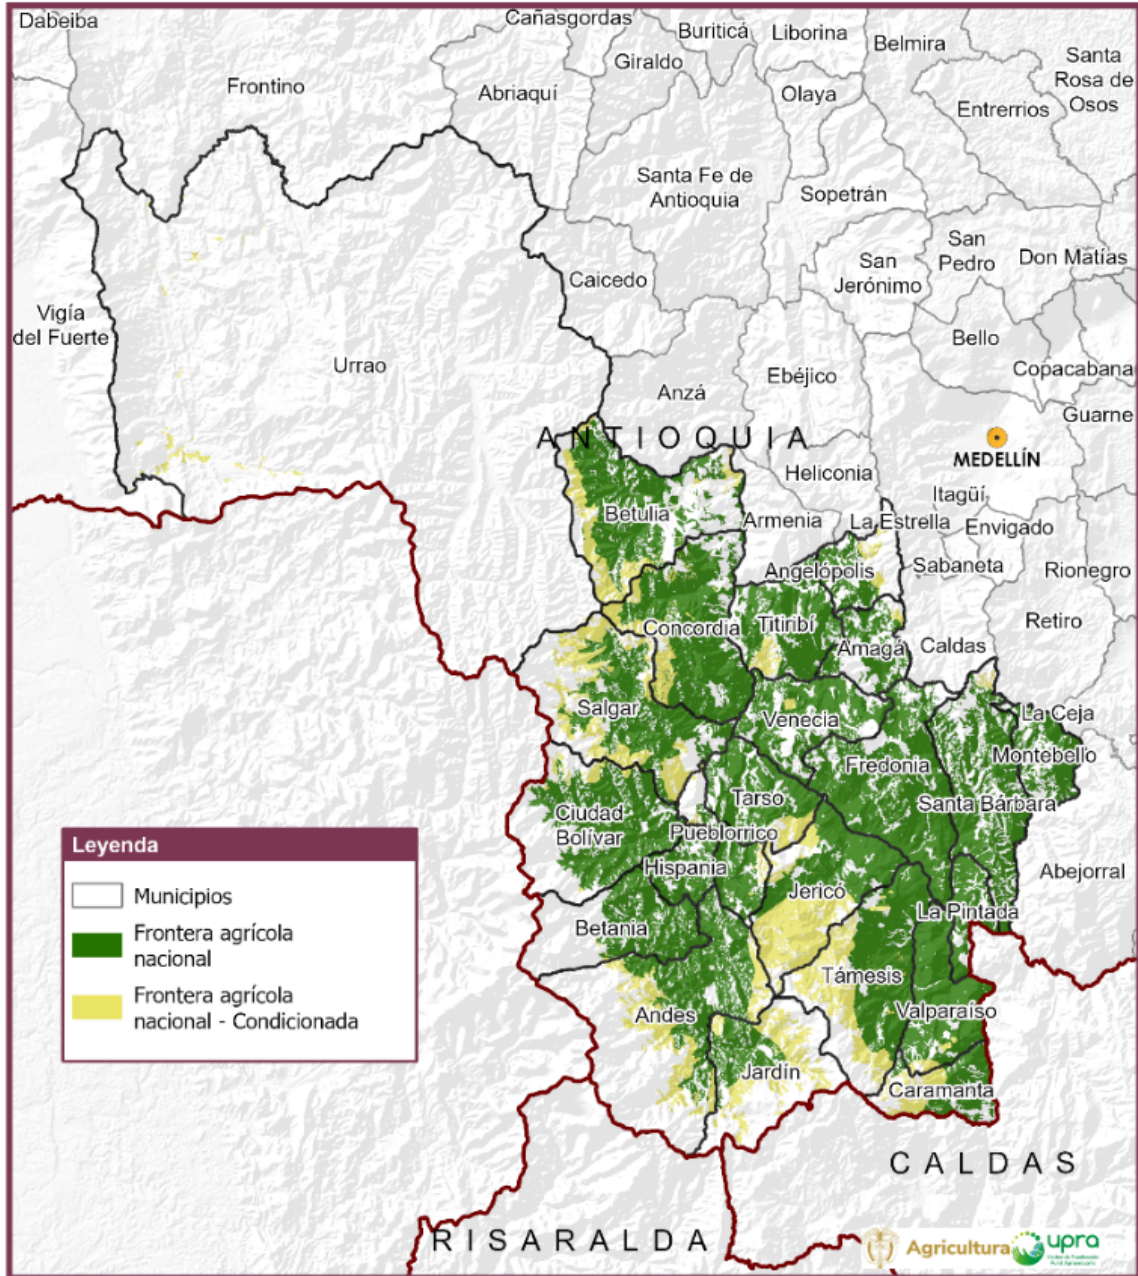 Dabeiba
Cañasgordas
Buriticá
Liborina
Belmira
Santa
Rosa de
Osos
Giraldo
Frontino
Abriaquí
Olaya
Entrerrios
Santa Fe de
Antioquia
Sopetrán
San
Pedro
Don Matías
San
Jerónimo
Caicedo
Vigía
del Fuerte
Bello
Urrao
Ebéjico
Copacabana
Anzá
Guarne
ANTIOQUIA
MEDELLÍN
Heliconia
Itagüí
Betulia
Armenia
La Estrella
Envigado
Angelópolis
Sabaneta
Rionegro
Concordia
Titiribí
Retiro
Amagá
Caldas
Salgar
Venecia
La Ceja
Fredonia
Montebello
Tarso
Santa Bárbara
Ciudad
Bolívar
Pueblorrico
Leyenda
Hispania
Jericó
Abejorral
Municipios
La Pintada
Betania
Frontera agrícola
nacional
Támesis
Frontera agrícola
nacional - Condicionada
Andes
Valparaíso
Jardín
Caramanta
CALDAS
RISARALDA
Agricultura
upra